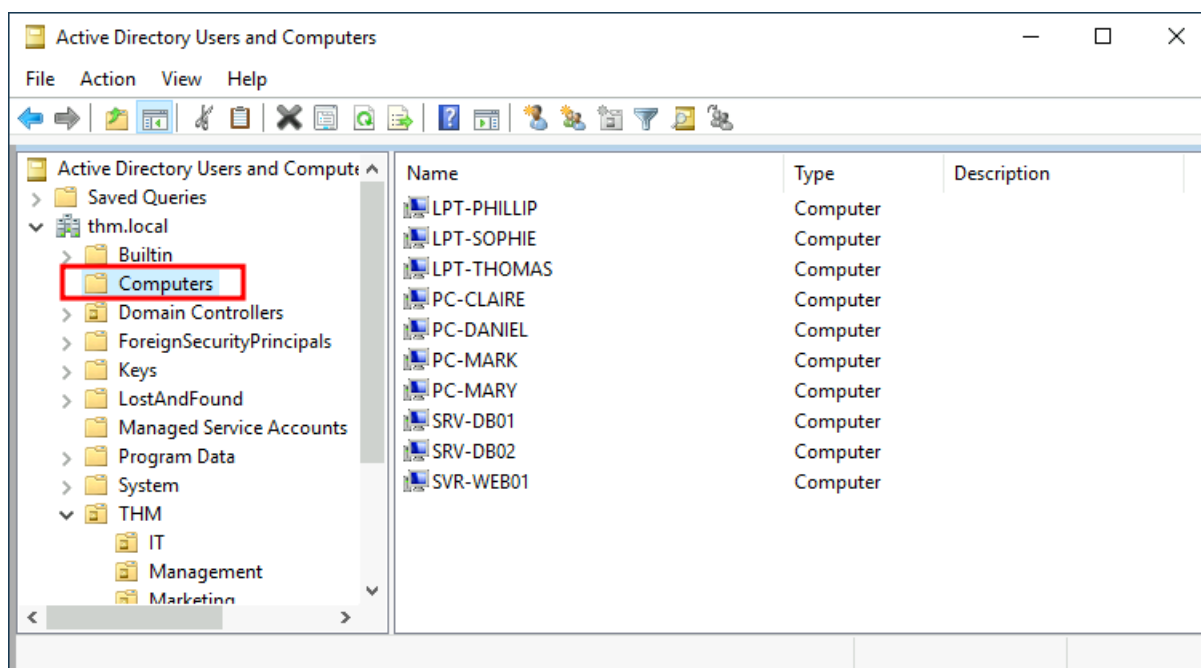 Active Directory Users and Computers
File Action View Help
Active Directory Users and Compute
Saved Queries
thm.local
Builtin
Computers
Domain Controllers
ForeignSecurityPrincipals
Keys
LostAndFound
Managed Service Accounts
Program Data
System
THM
IT
Management
Marketing
Name Type Description
LPT-PHILLIP Computer
LPT-SOPHIE Computer
LPT-THOMAS Computer
PC-CLAIRE Computer
PC-DANIEL Computer
PC-MARK Computer
PC-MARY Computer
SRV-DB01 Computer
SRV-DB02 Computer
SVR-WEB01 Computer